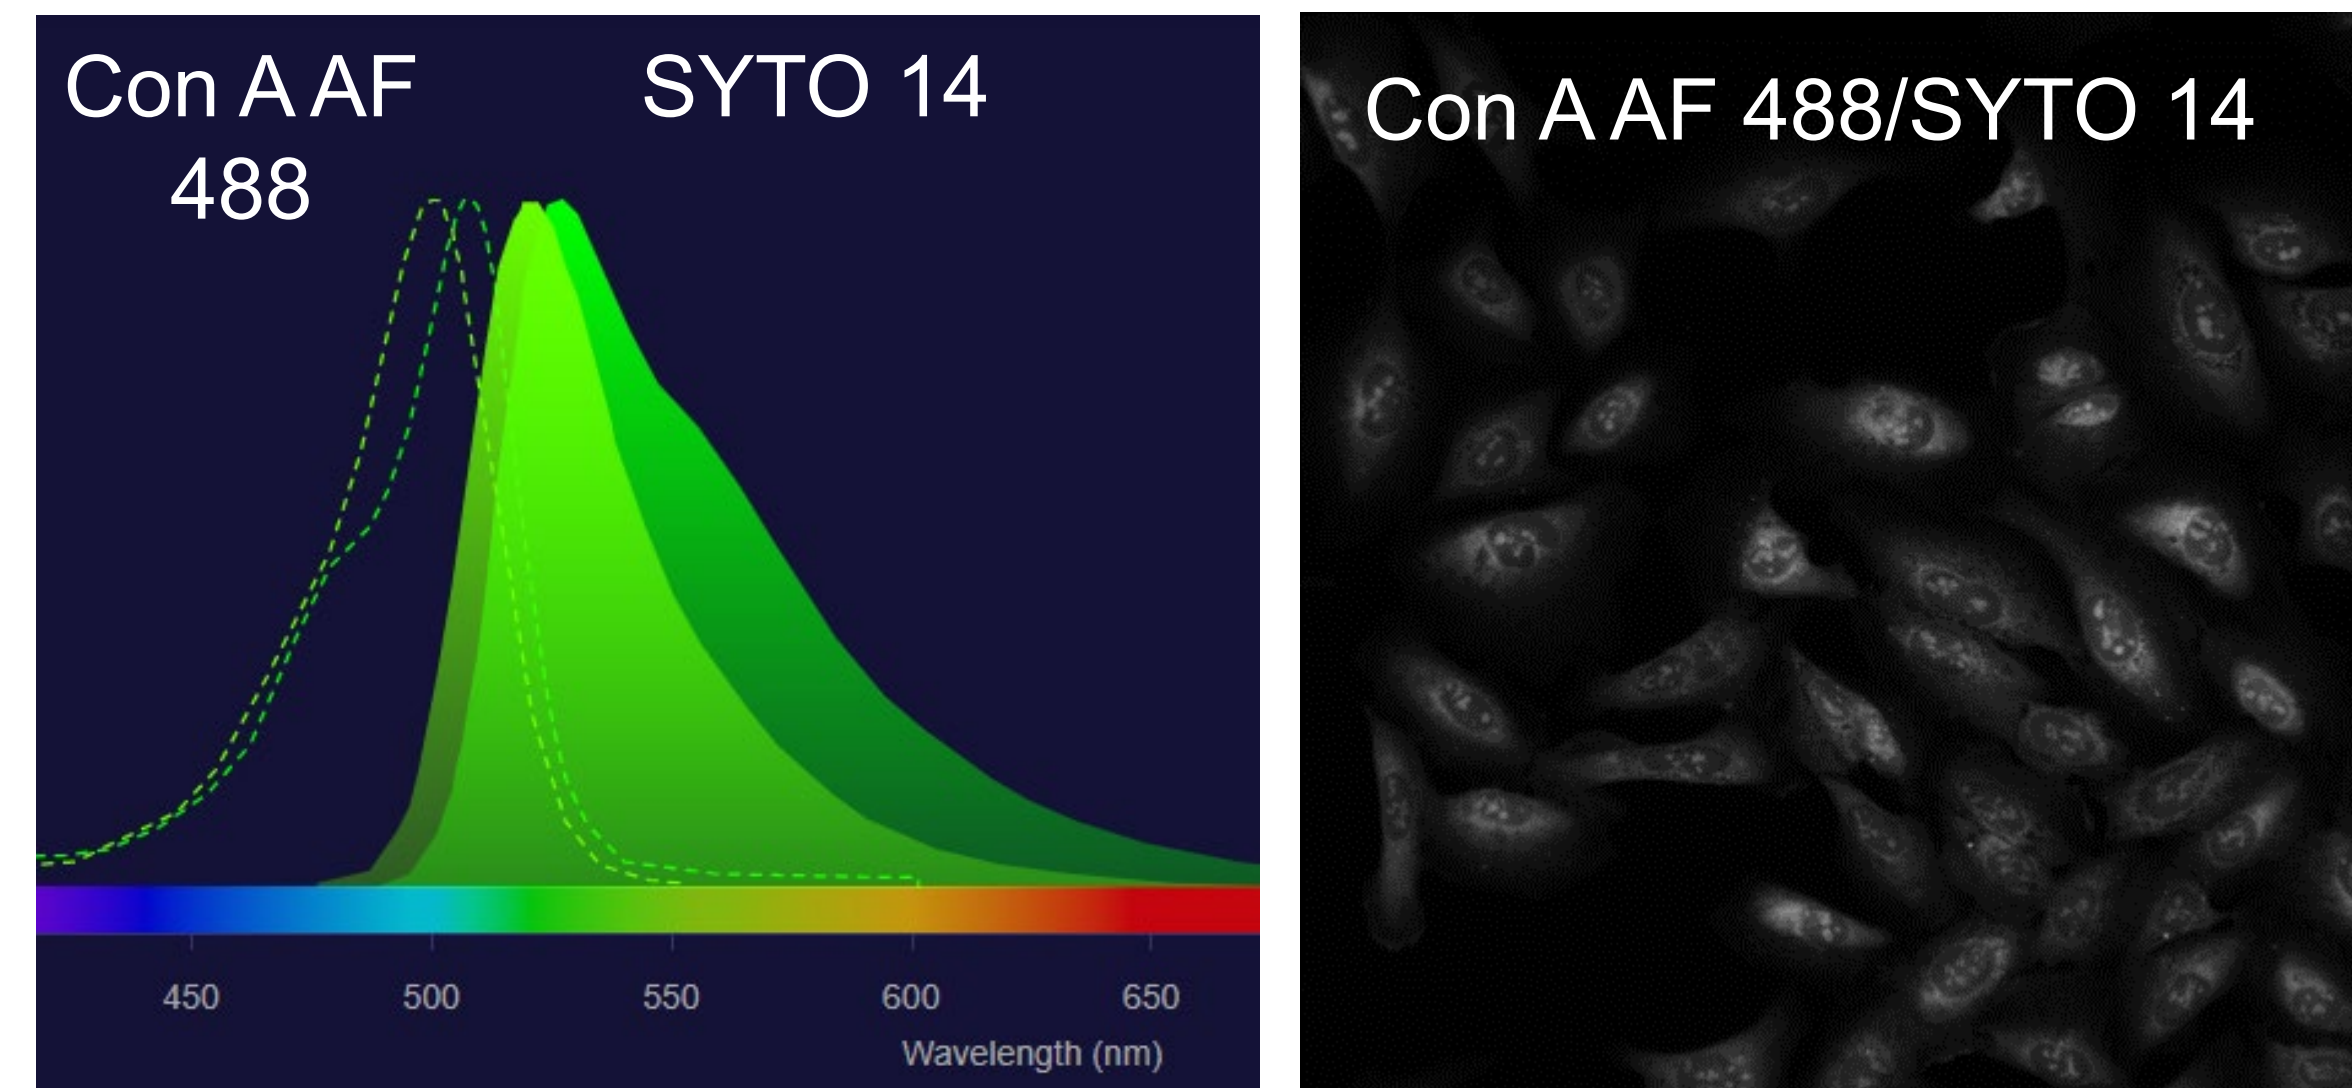 Con A AF
488
SYTO 14
450 500 550 600 650
Wavelength (nm)
Con A AF 488/SYTO 14